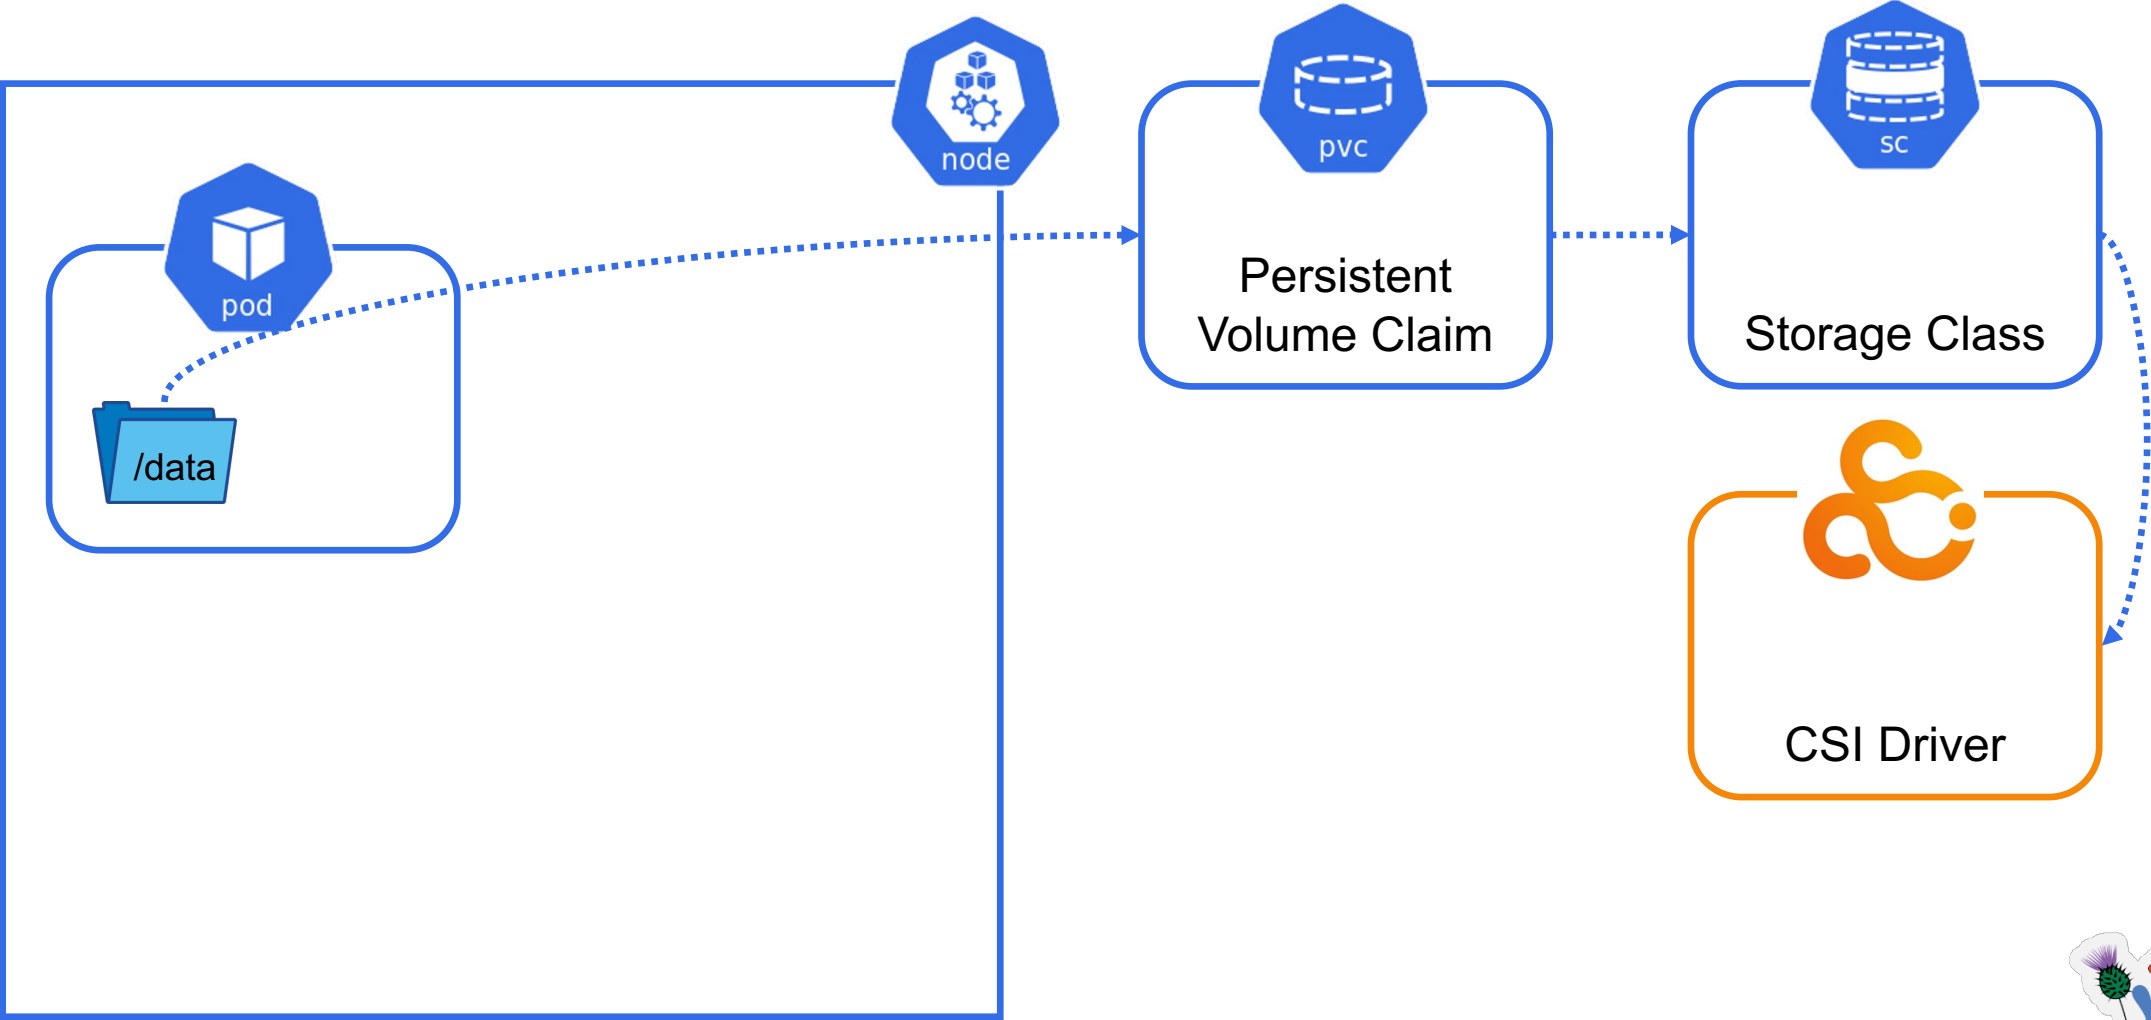 node
pvc
sc
pod
Persistent
Volume Claim
Storage Class
/data
CSI Driver